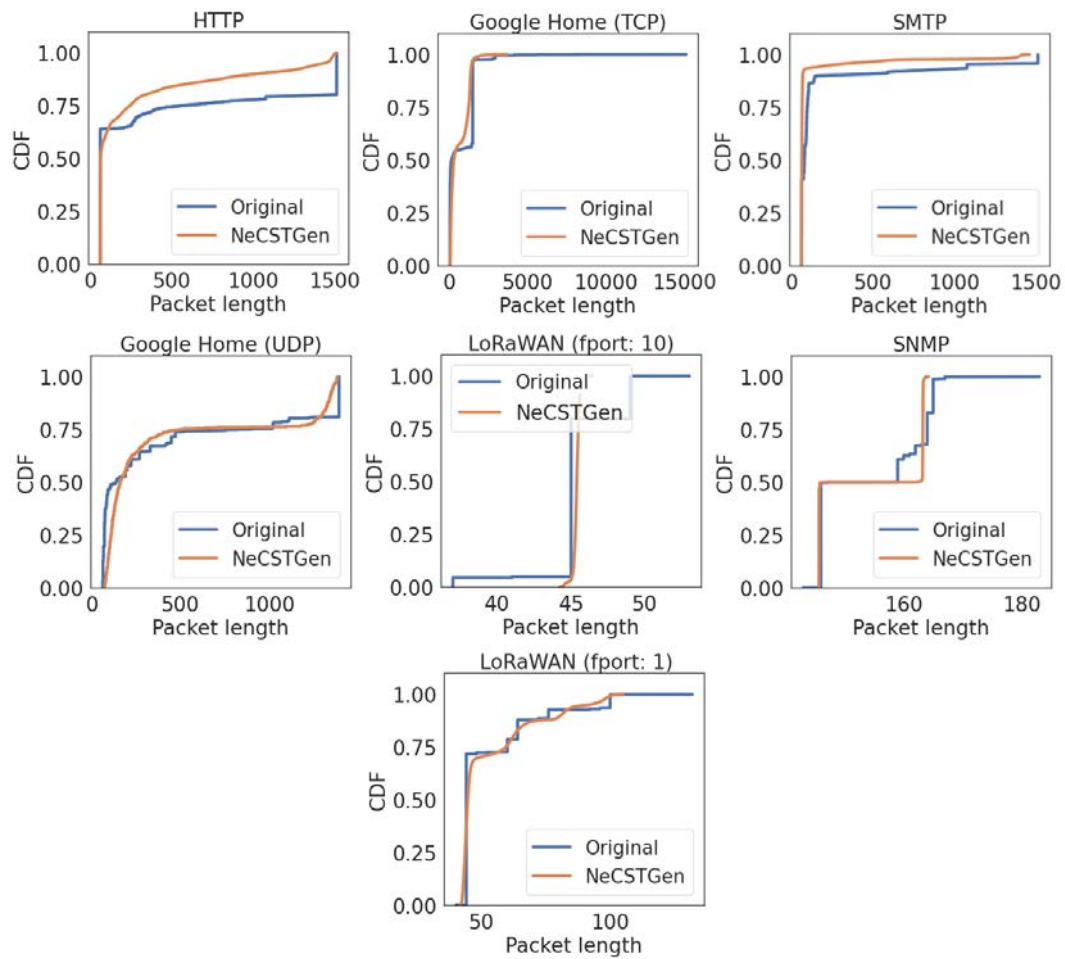 HTTP
CDF
1.00
0.75
0.50
0.25
0.00
Original
NeCSTGen
0 500 1000 1500
Packet length
Google Home (TCP)
CDF
1.00
0.75
0.50
0.25
0.00
Original
NeCSTGen
0 5000 10000 15000
Packet length
SMTP
CDF
1.00
0.75
0.50
0.25
0.00
Original
NeCSTGen
0 500 1000 1500
Packet length
Google Home (UDP)
CDF
1.00
0.75
0.50
0.25
0.00
Original
NeCSTGen
0 500 1000
Packet length
LoRaWAN (fport: 10)
CDF
1.00
0.75
0.50
0.25
0.00
Original
NeCSTGen
40 45 50
Packet length
SNMP
CDF
1.00
0.75
0.50
0.25
0.00
Original
NeCSTGen
160 180
Packet length
LoRaWAN (fport: 1)
CDF
1.00
0.75
0.50
0.25
0.00
Original
NeCSTGen
50 100
Packet length